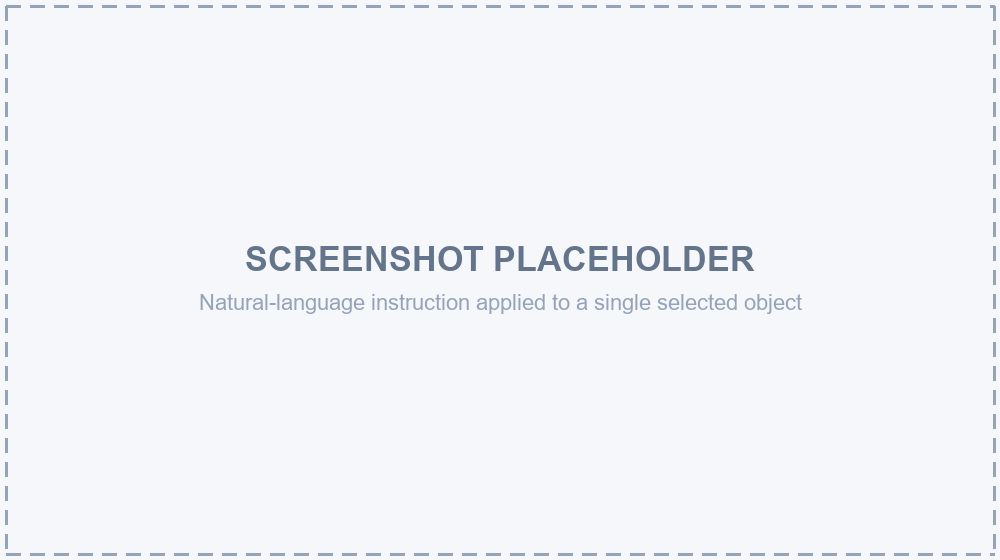 SCREENSHOT PLACEHOLDER
Natural-language instruction applied to a single selected object